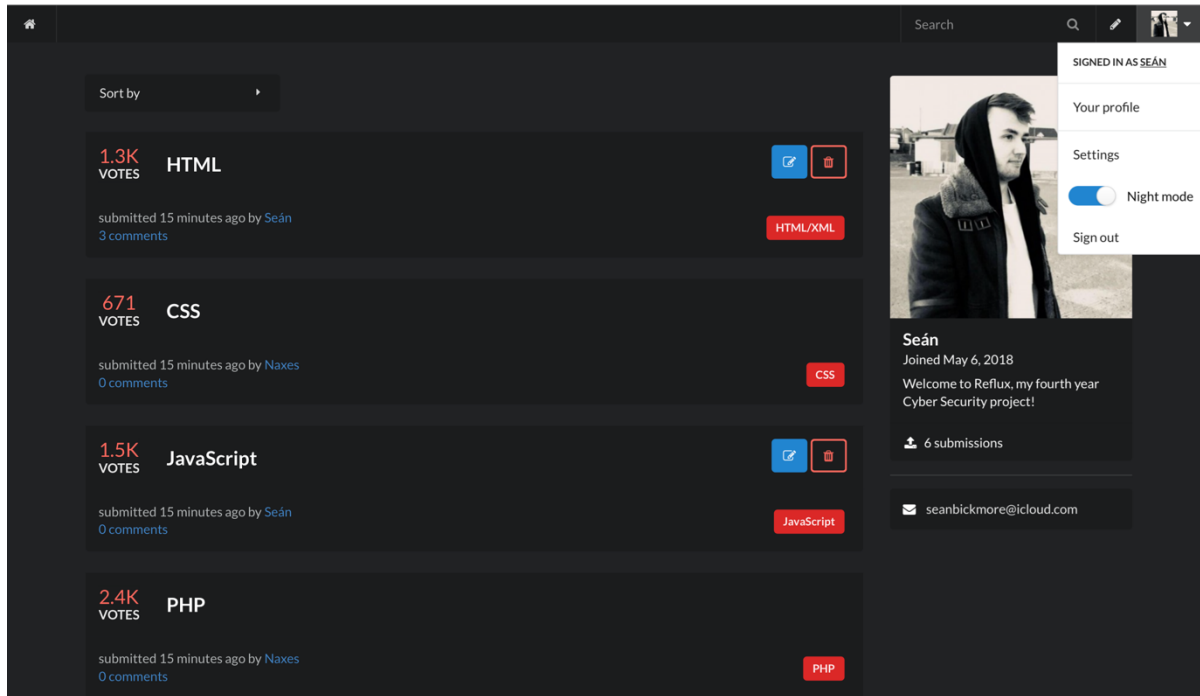 Search
SIGNED IN AS SEÁN
Your profile
Settings
Night mode
Sign out
Sort by
1.3K
VOTES
HTML
submitted 15 minutes ago by Seán
3 comments
HTML/XML
671
VOTES
CSS
submitted 15 minutes ago by Naxes
0 comments
CSS
1.5K
VOTES
JavaScript
submitted 15 minutes ago by Seán
0 comments
JavaScript
2.4K
VOTES
PHP
submitted 15 minutes ago by Naxes
0 comments
PHP
Seán
Joined May 6, 2018
Welcome to Reflux, my fourth year
Cyber Security project!
6 submissions
seanbickmore@icloud.com